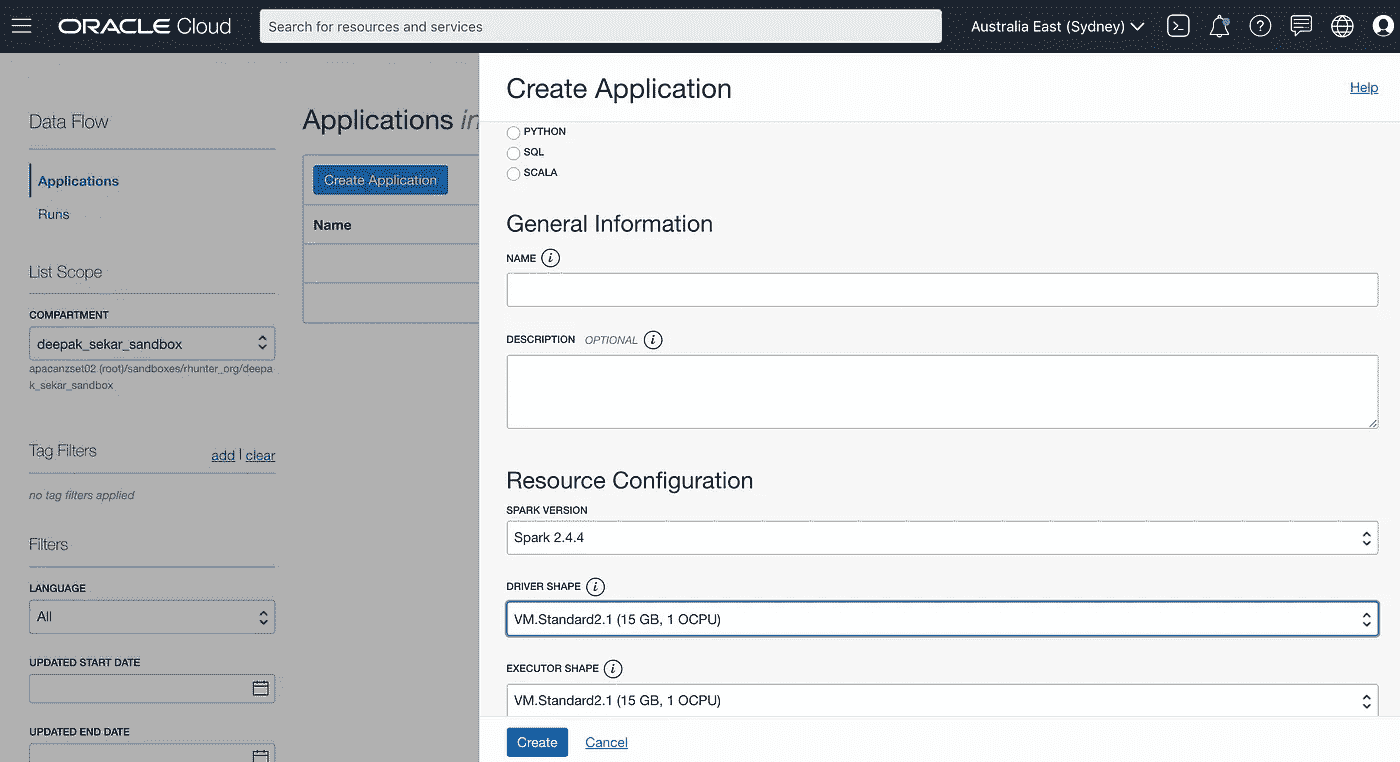 ORACLE Cloud
Search for resources and services
Australia East (Sydney)
Data Flow
Applications
Runs
List Scope
COMPARTMENT
deepak_sekar_sandbox
apacanzset02 (root)/sandboxes/rhunter_org/deepa
k_sekar_sandbox
Tag Filters
add | clear
no tag filters applied
Filters
LANGUAGE
All
UPDATED START DATE
UPDATED END DATE
Applications in
Create Application
Name
Create Application
Help
PYTHON
SQL
SCALA
General Information
NAME i
DESCRIPTION OPTIONAL i
Resource Configuration
SPARK VERSION
Spark 2.4.4
DRIVER SHAPE i
VM.Standard2.1 (15 GB, 1 OCPU)
EXECUTOR SHAPE i
VM.Standard2.1 (15 GB, 1 OCPU)
Create Cancel